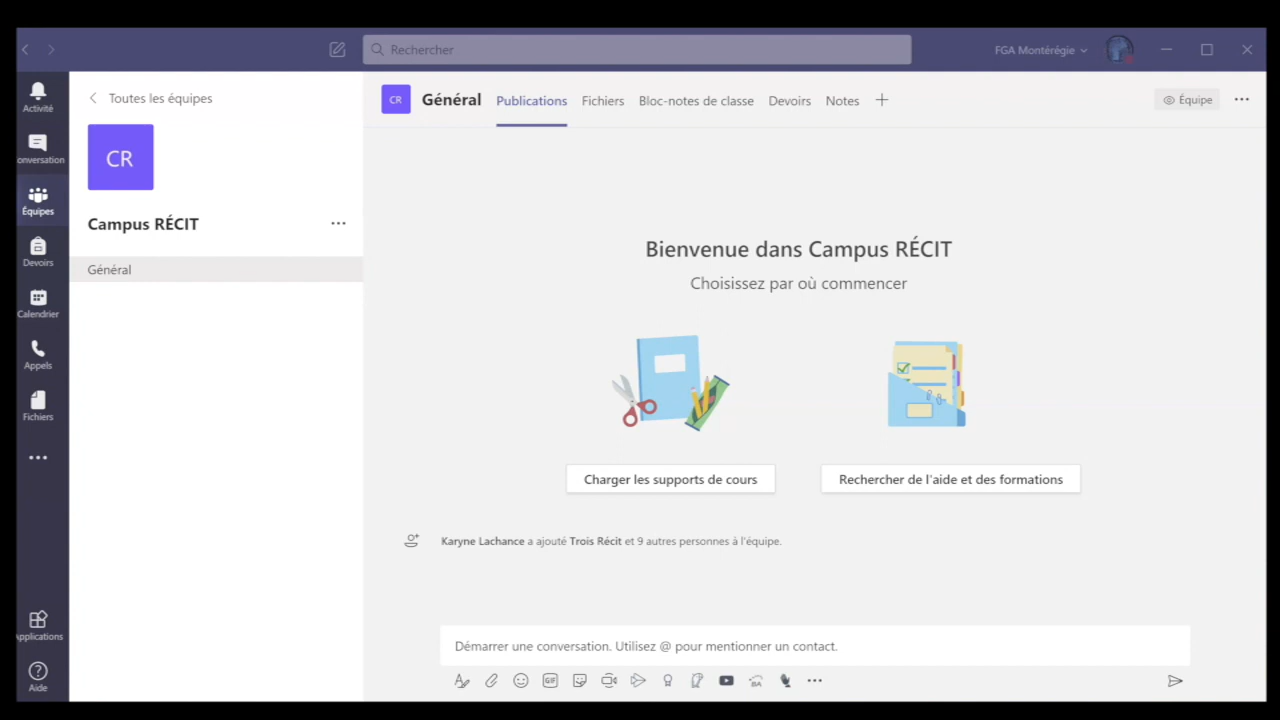 Rechercher
FGA Montérégie
Activité
onversation
Équipes
Devoirs
Calendrier
Appels
Fichiers
pplications
Aide
Toutes les équipes
CR
Campus RÉCIT
Général
CR
Général
Publications
Fichiers
Bloc-notes de classe
Devoirs
Notes
Équipe
Bienvenue dans Campus RÉCIT
Choisissez par où commencer
Charger les supports de cours
Rechercher de l'aide et des formations
Karyne Lachance a ajouté Trois Récit et 9 autres personnes à l'équipe.
Démarrer une conversation. Utilisez @ pour mentionner un contact.
GIF